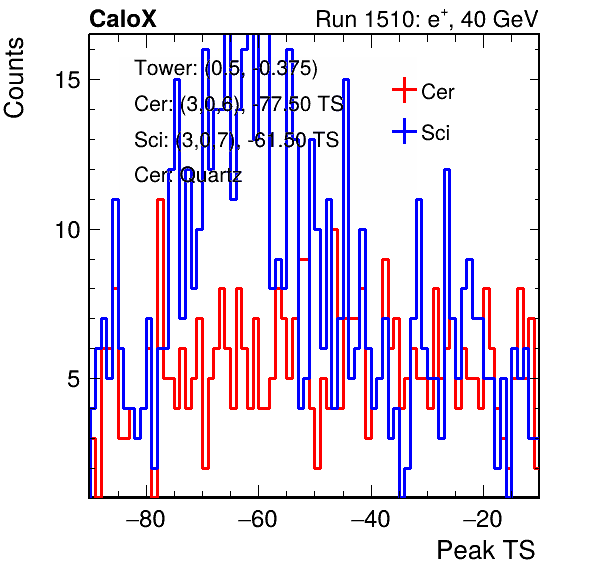 CaloX Run 1510: e⁺, 40 GeV
Counts
Tower: (0.5, -0.375)
Cer: (3,0,6), -77.50 TS
Sci: (3,0,7), -61.50 TS
Cer: Quartz
Cer
Sci
15
10
5
−80 −60 −40 −20
Peak TS